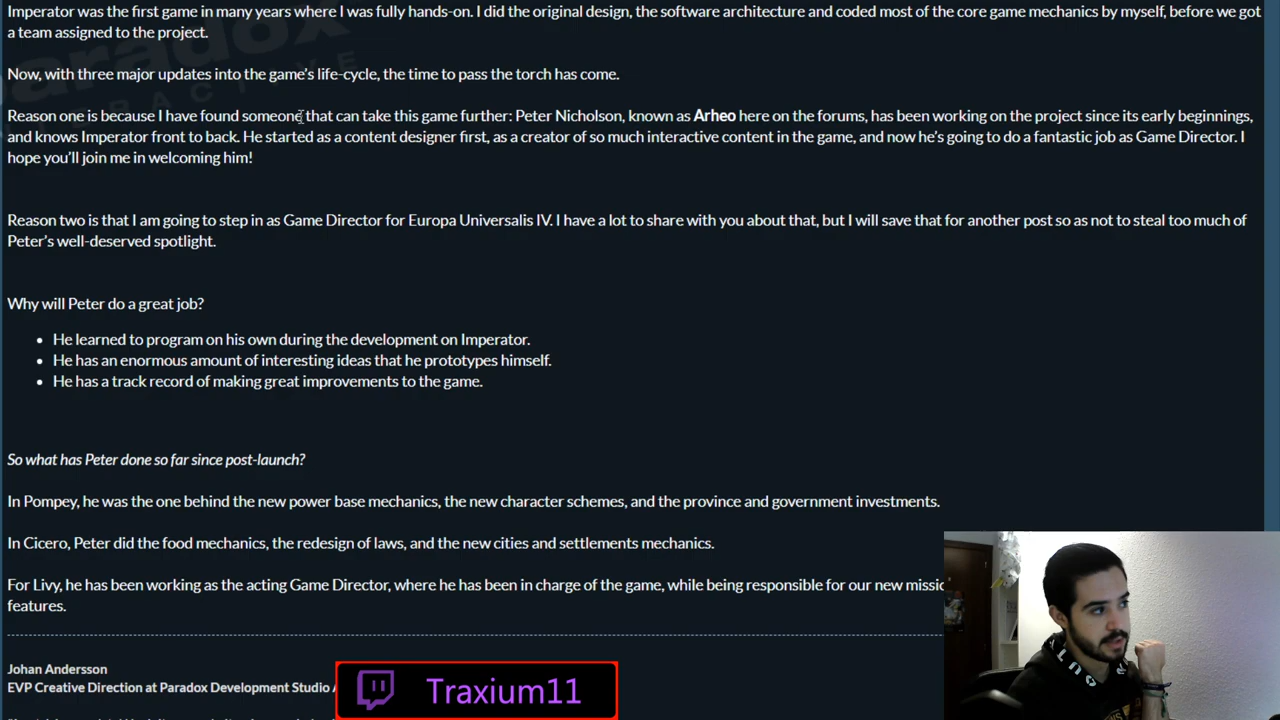 Imperator was the first game in many years where I was fully hands-on. I did the original design, the software architecture and coded most of the core game mechanics by myself, before we got
a team assigned to the project.
Now, with three major updates into the game's life-cycle, the time to pass the torch has come.
Reason one is because I have found someone that can take this game further: Peter Nicholson, known as Arheo here on the forums, has been working on the project since its early beginnings,
and knows Imperator front to back. He started as a content designer first, as a creator of so much interactive content in the game, and now he's going to do a fantastic job as Game Director. I
hope you'll join me in welcoming him!
Reason two is that I am going to step in as Game Director for Europa Universalis IV. I have a lot to share with you about that, but I will save that for another post so as not to steal too much of
Peter's well-deserved spotlight.
Why will Peter do a great job?
• He learned to program on his own during the development on Imperator.
• He has an enormous amount of interesting ideas that he prototypes himself.
• He has a track record of making great improvements to the game.
So what has Peter done so far since post-launch?
In Pompey, he was the one behind the new power base mechanics, the new character schemes, and the province and government investments.
In Cicero, Peter did the food mechanics, the redesign of laws, and the new cities and settlements mechanics.
For Livy, he has been working as the acting Game Director, where he has been in charge of the game, while being responsible for our new missio
features.
Johan Andersson
EVP Creative Direction at Paradox Development Studio
Traxium11